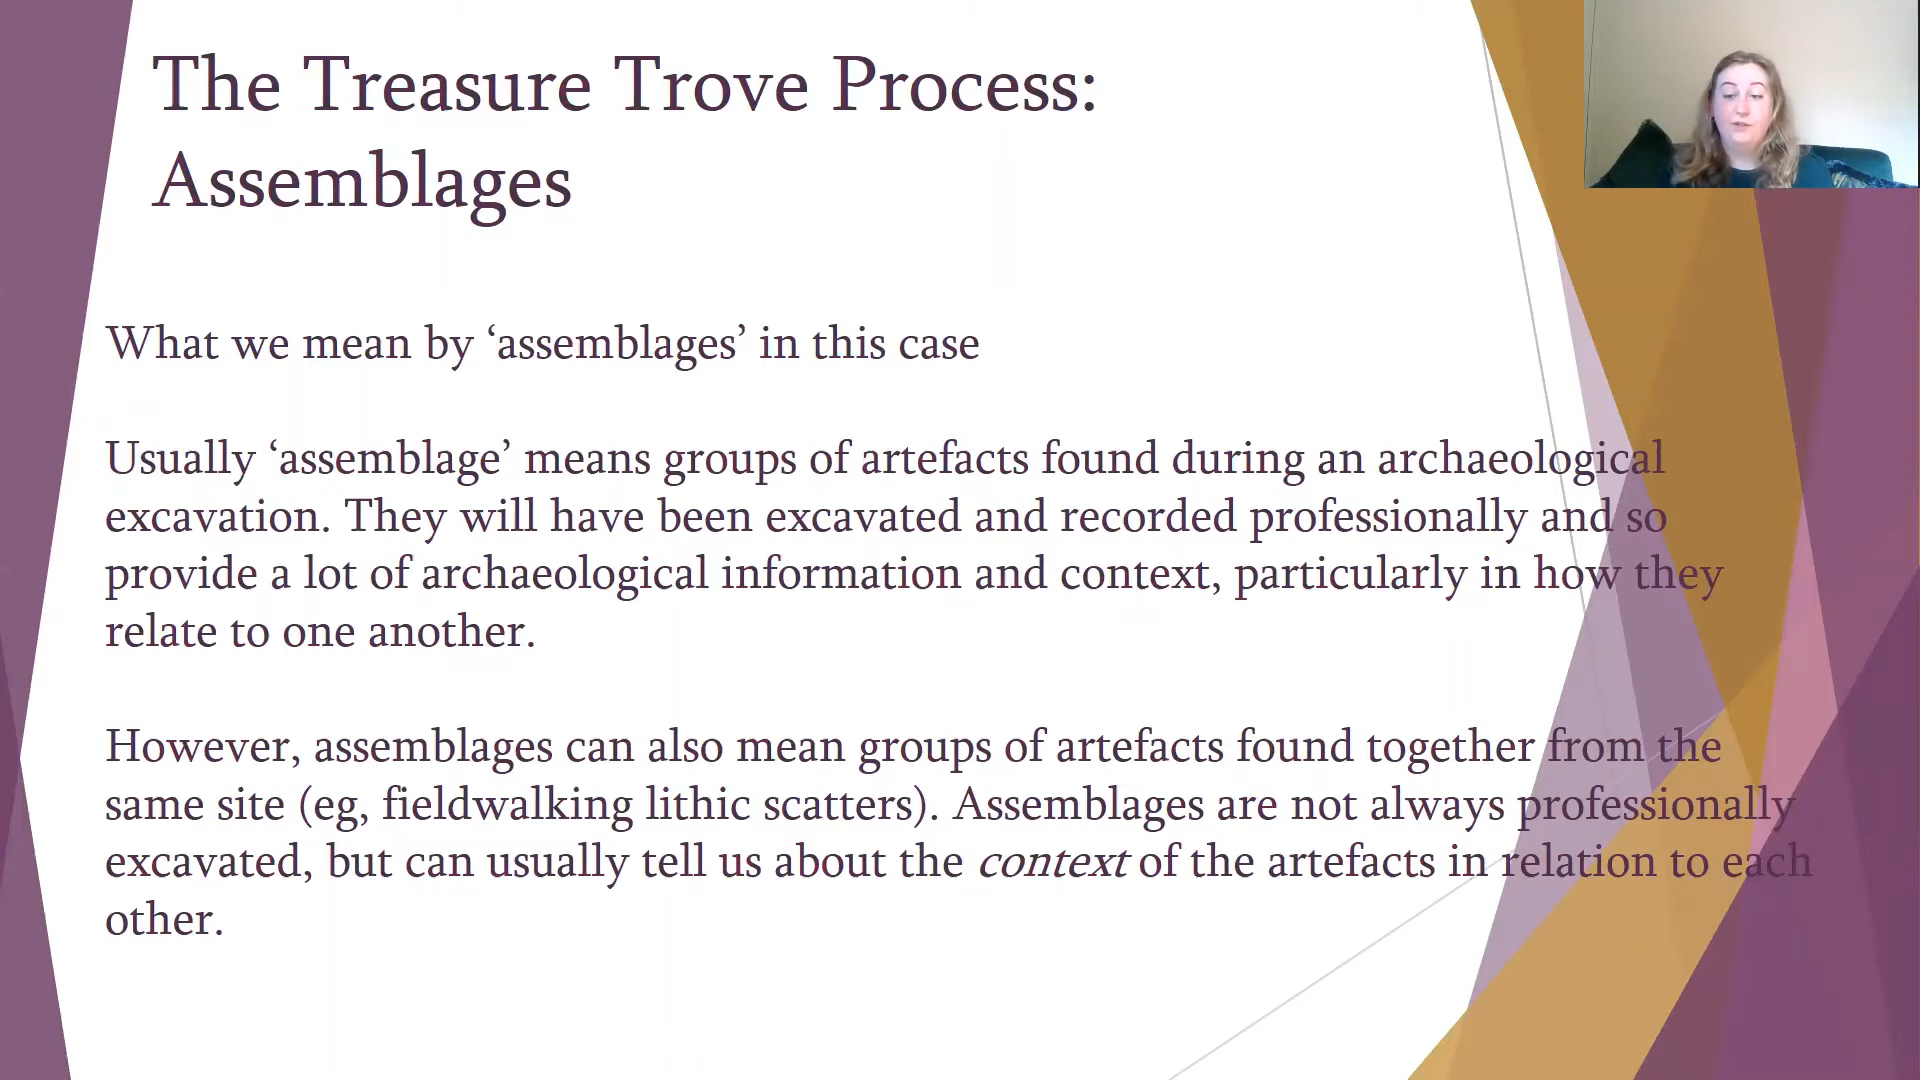 The Treasure Trove Process:
Assemblages
What we mean by ‘assemblages’ in this case
Usually ‘assemblage’ means groups of artefacts found during an archaeological
excavation. They will have been excavated and recorded professionally and so
provide a lot of archaeological information and context, particularly in how they
relate to one another.
However, assemblages can also mean groups of artefacts found together from the
same site (eg, fieldwalking lithic scatters). Assemblages are not always professionally
excavated, but can usually tell us about the context of the artefacts in relation to each
other.